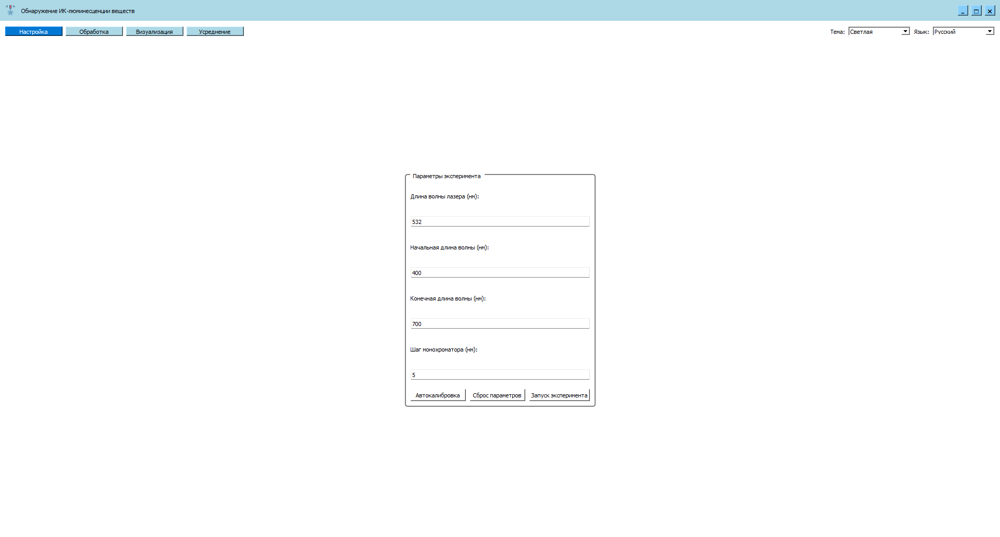 Обнаружение ИК-люминесценции веществ
Настройка Обработка Визуализация Усреднение Тема: Светлая Язык: Русский
Параметры эксперимента
Длина волны лазера (нм):
532
Начальная длина волны (нм):
400
Конечная длина волны (нм):
700
Шаг монохроматора (нм):
5
Автокалибровка Сброс параметров Запуск эксперимента